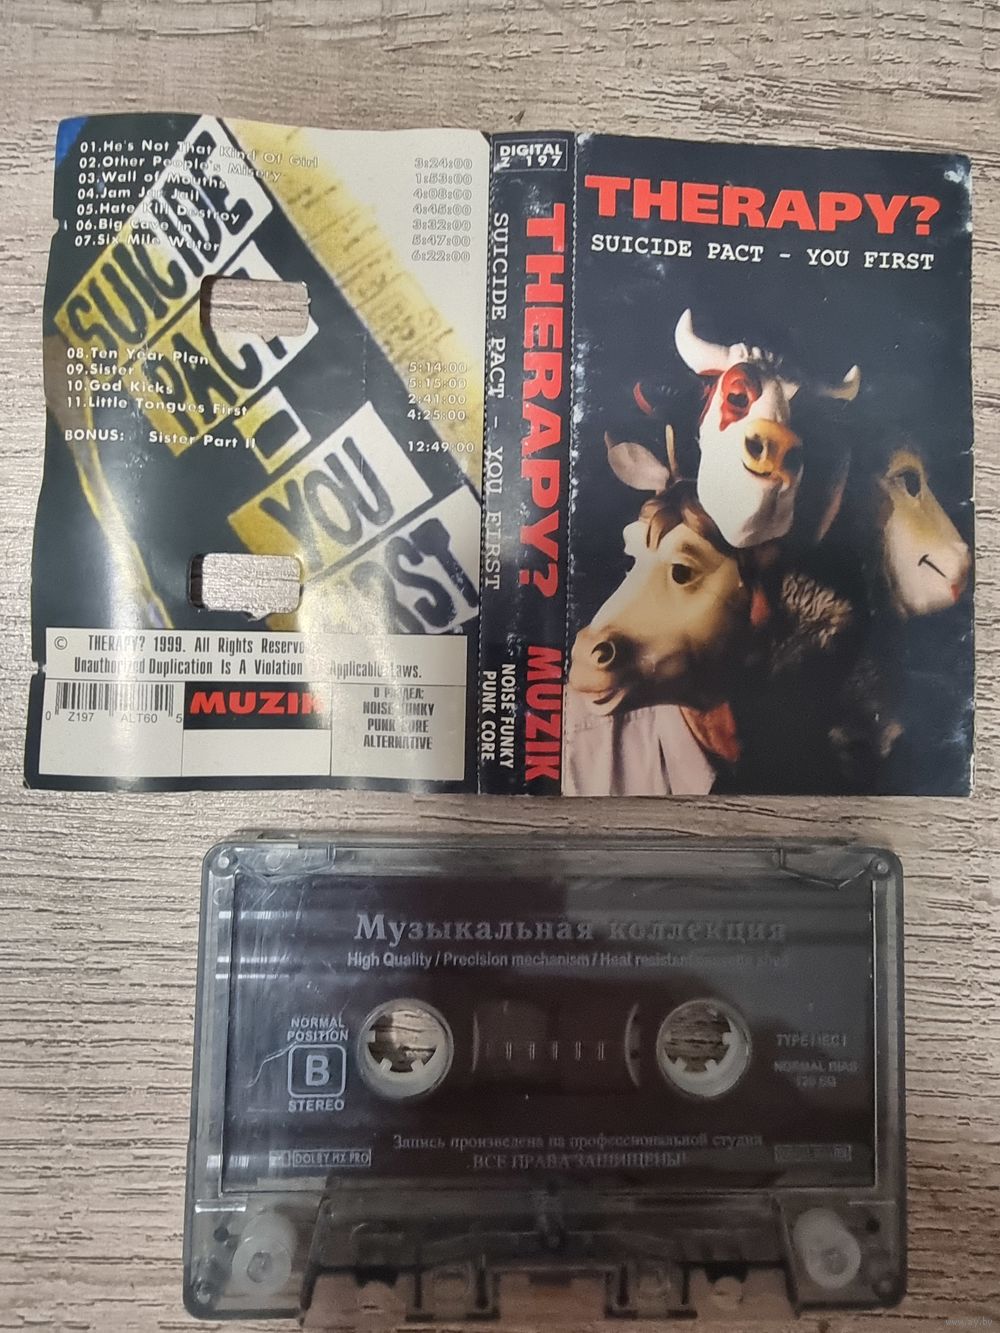 01.He's Not That Kind Of Girl 3:24:00
02.Other People's Misery 1:53:00
03.Wall of Mouths 4:08:00
04.Jam Jar Jail 4:45:00
05.Hate Kill Destroy 3:32:00
06.Big Cave In 5:47:00
07.Six Mile Water 6:22:00
SUICIDE
PACT
YOU
08.Ten Year Plan 5:14:00
09.Sister 5:15:00
10.God Kicks 2:41:00
11.Little Tongues First 4:25:00
BONUS: Sister Part II 12:49:00
© THERAPY? 1999. All Rights Reserve
Unauthorized Duplication Is A Violation Applicable Laws.
0 Z197 ALT60 5
MUZIK
NOISE FUNKY
PUNK CORE
ALTERNATIVE
DIGITAL
Z 197
THERAPY? MUZIK
SUICIDE PACT - YOU FIRST
NOISE FUNKY
PUNK CORE
THERAPY?
SUICIDE PACT - YOU FIRST
Музыкальная коллекция
High Quality / Precision mechanism / Heat resistant cassette shell
NORMAL
POSITION
B
STEREO
TYPE I IEC I
NORMAL BIAS
Запись произведена на профессиональной студии
ВСЕ ПРАВА ЗАЩИЩЕНЫ!
DOLBY HX PRO
www.ay.by